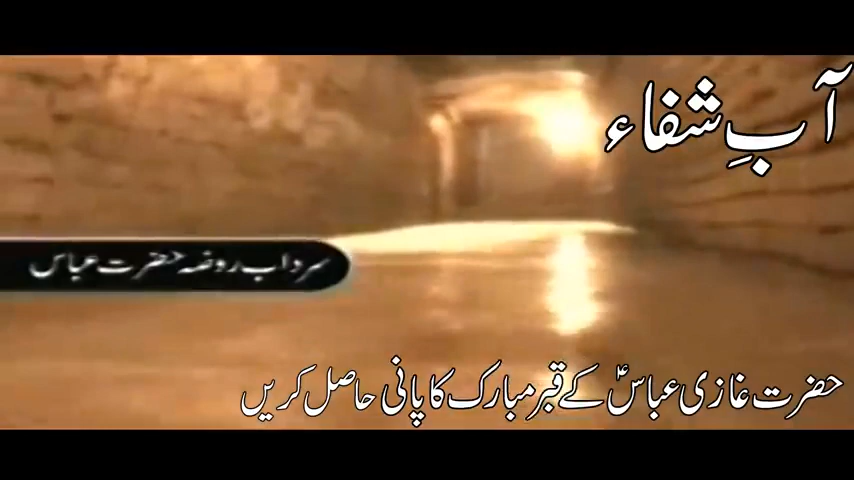 آبِ شفاء
سرداب روضہ حضرت عباس
حضرت غازی عباسؑ کے قبر مبارک کا پانی حاصل کریں